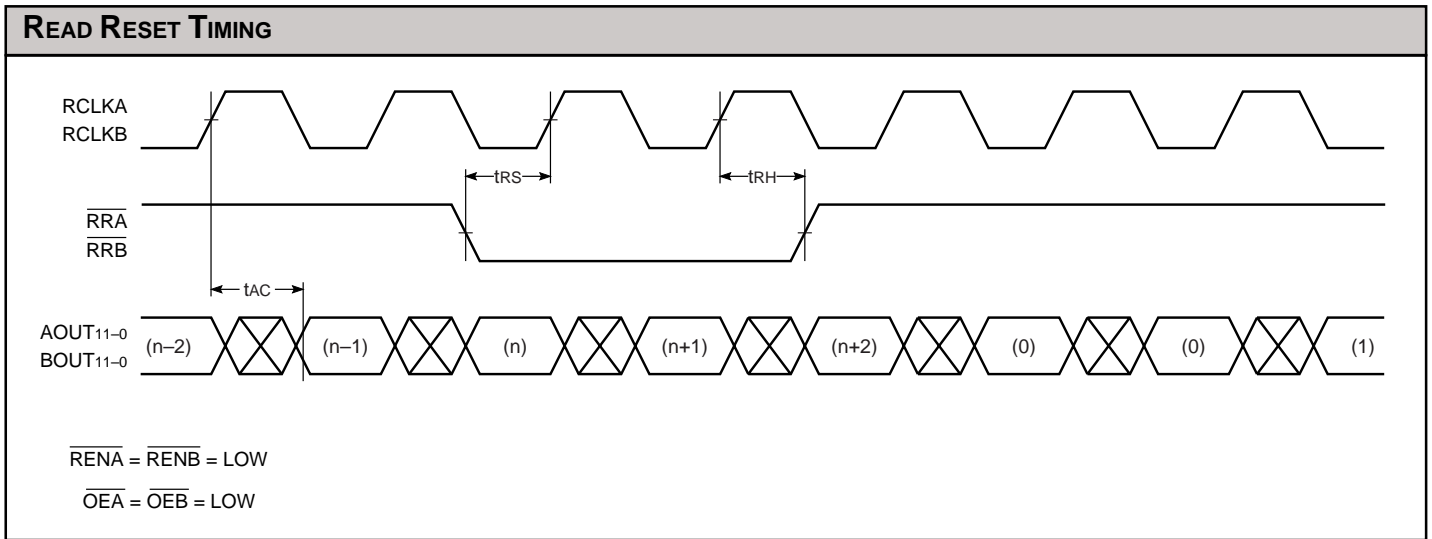 READ RESET TIMING
RCLKA
RCLKB
tRS
tRH
RRA
RRB
tAC
AOUT11–0
BOUT11–0
(n–2) (n–1) (n) (n+1) (n+2) (0) (0) (1)
RENA = RENB = LOW
OEA = OEB = LOW